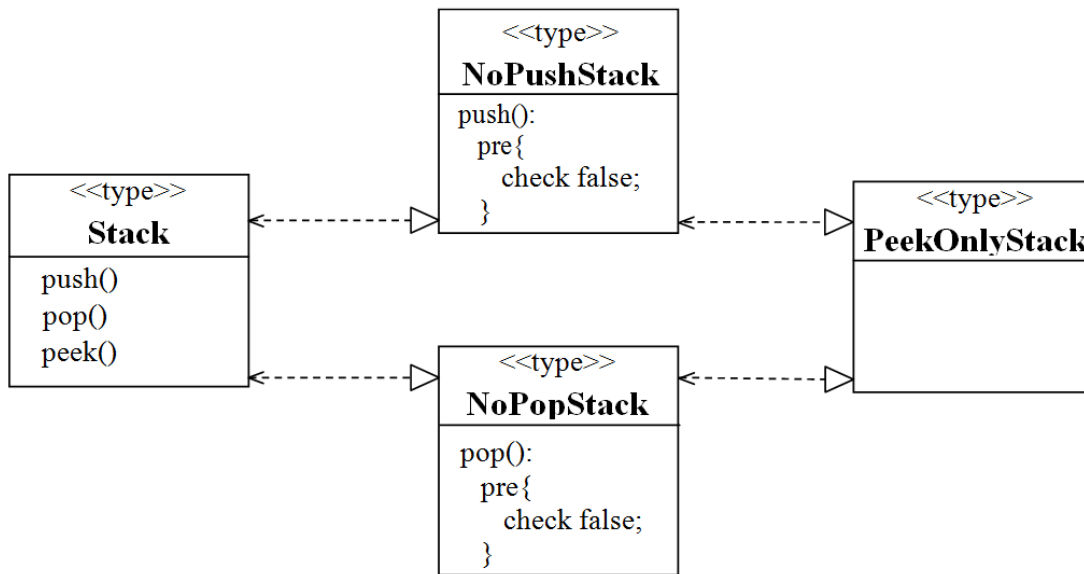 <<type>>
NoPushStack
push():
pre{
check false;
}
<<type>>
Stack
push()
pop()
peek()
<<type>>
PeekOnlyStack
<<type>>
NoPopStack
pop():
pre{
check false;
}